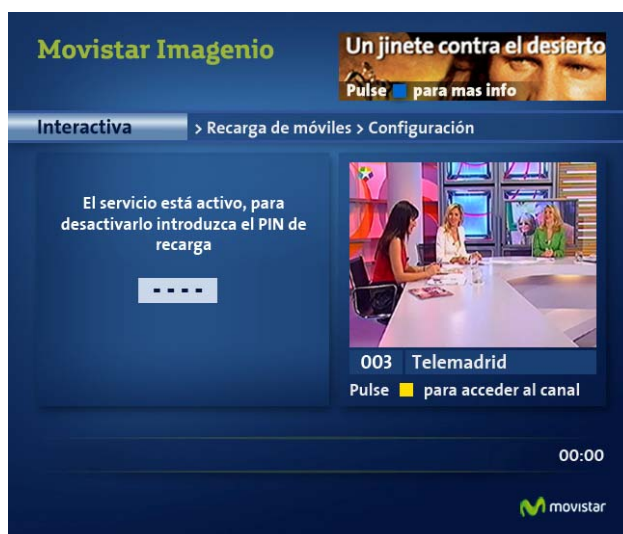 Movistar Imagenio
Un jinete contra el desierto
Pulse para mas info
Interactiva > Recarga de móviles > Configuración
El servicio está activo, para
desactivarlo introduzca el PIN de
recarga
- - - -
003 Telemadrid
Pulse para acceder al canal
00:00
movistar